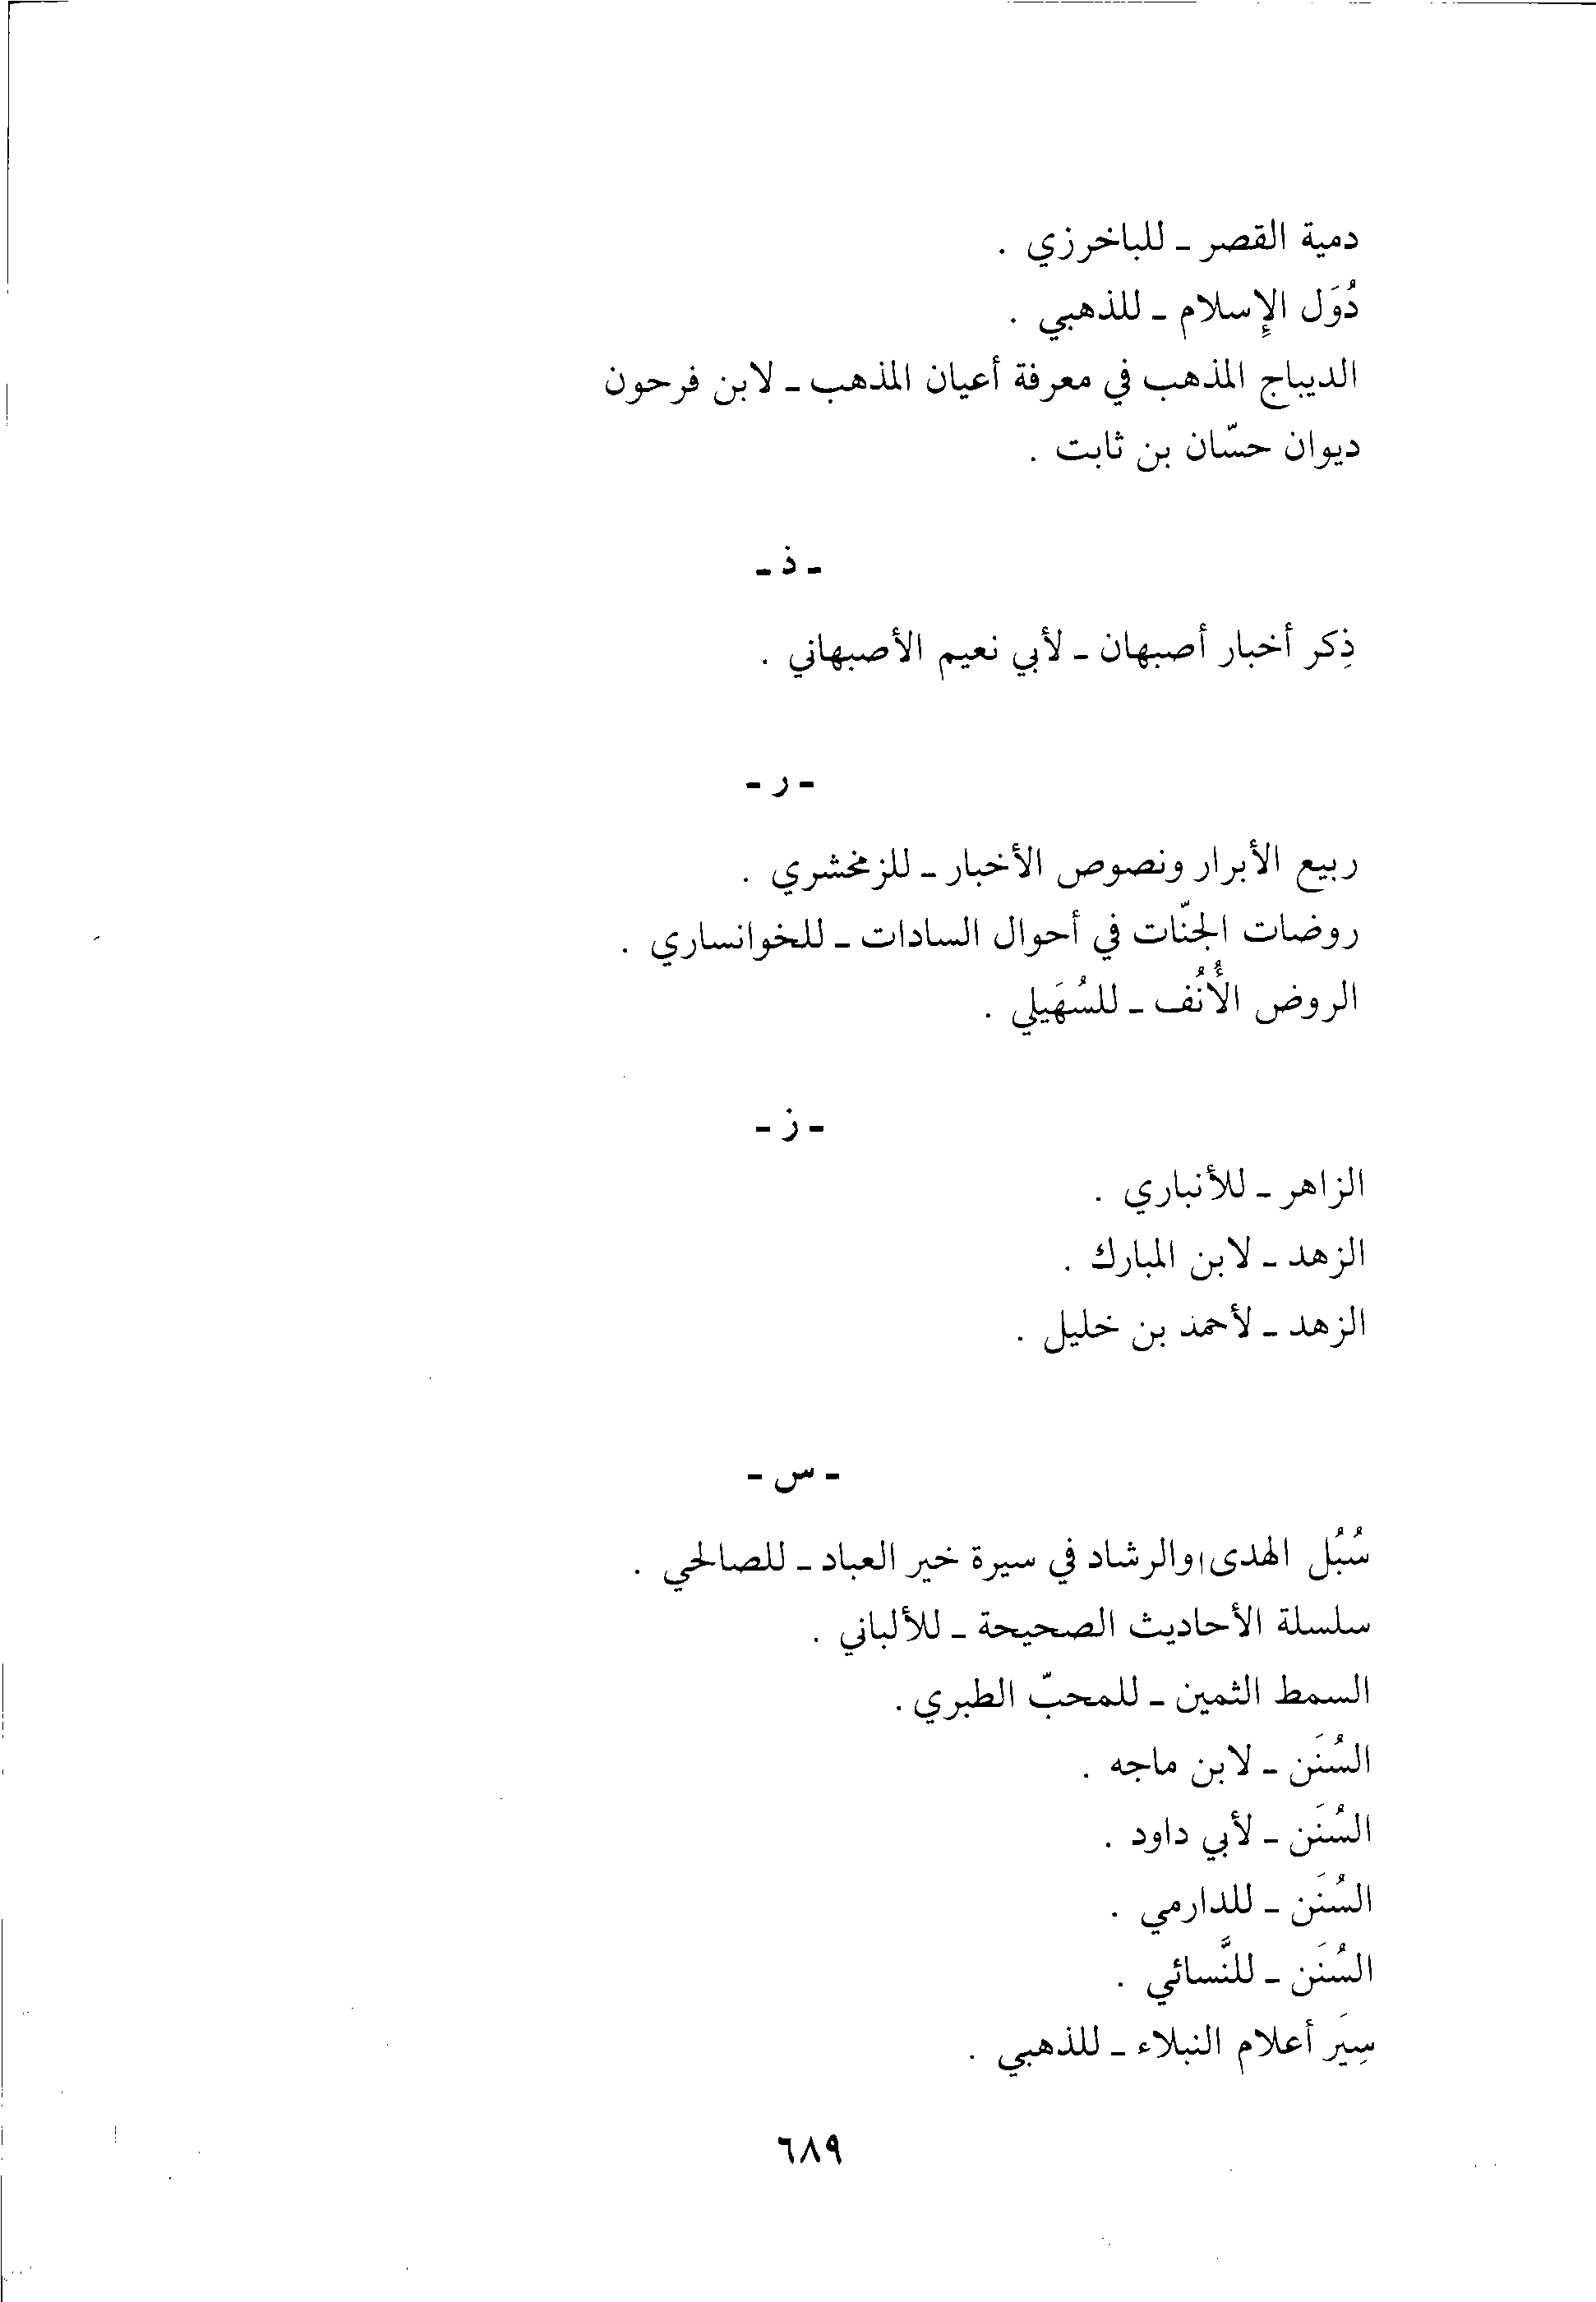 دمية القصر ـ للباخرزي .
دُوَل الإِسلام ـ للذهبي .
الديباج المذهب في معرفة أعيان المذهب ـ لابن فرحون
ديوان حسّان بن ثابت .
ـ ذ ـ
ذِكر أخبار أصبهان ـ لأبي نعيم الأصبهاني .
ـ ر ـ
ربيع الأبرار ونصوص الأخبار ـ للزمخشري .
روضات الجنّات في أحوال السادات ـ للخوانساري .
الروض الأُنُف ـ للسُهَيلي .
ـ ز ـ
الزاهر ـ للأنباري .
الزهد ـ لابن المبارك .
الزهد ـ لأحمد بن خليل .
ـ س ـ
سُبُل الهدى والرشاد في سيرة خير العباد ـ للصالحي .
سلسلة الأحاديث الصحيحة ـ للألباني .
السمط الثمين ـ للمحبّ الطبري .
السُنَن ـ لابن ماجه .
السُنَن ـ لأبي داود .
السُنَن ـ للدارمي .
السُنَن ـ للنَّسائي .
سِيَر أعلام النبلاء ـ للذهبي .
٦٨٩